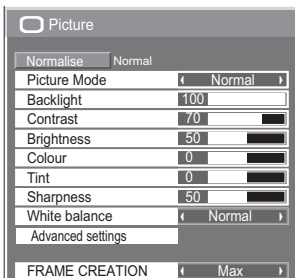 Picture
Normalise Normal
Picture Mode Normal
Backlight 100
Contrast 70
Brightness 50
Colour 0
Tint 0
Sharpness 50
White balance Normal
Advanced settings
FRAME CREATION Max